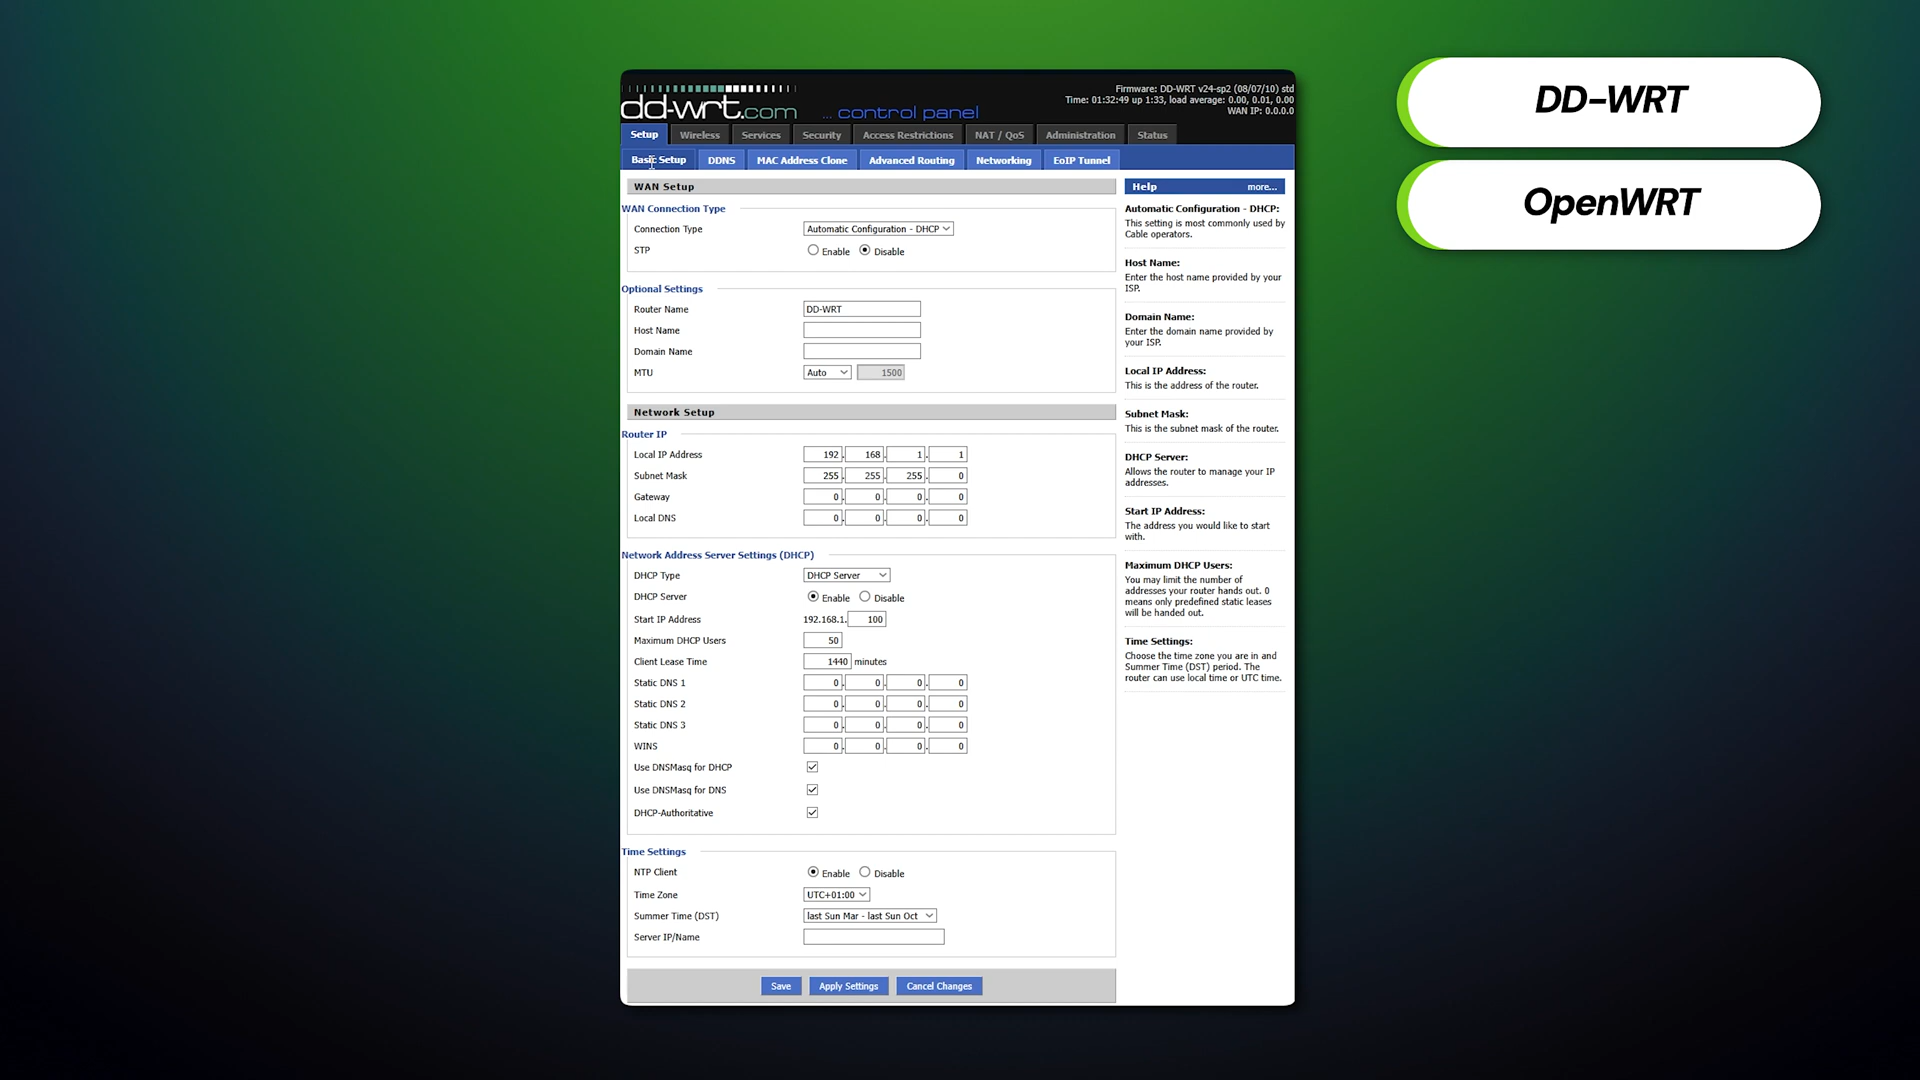 dd-wrt.com ... control panel
Firmware: DD-WRT v24-sp2 (08/07/10) std
Time: 01:32:49 up 1:33, load average: 0.00, 0.01, 0.00
WAN IP: 0.0.0.0
Setup Wireless Services Security Access Restrictions NAT / QoS Administration Status
Basic Setup DDNS MAC Address Clone Advanced Routing Networking EoIP Tunnel
WAN Setup
WAN Connection Type
Connection Type Automatic Configuration - DHCP
STP Enable Disable
Optional Settings
Router Name DD-WRT
Host Name
Domain Name
MTU Auto 1500
Network Setup
Router IP
Local IP Address 192. 168. 1. 1
Subnet Mask 255. 255. 255. 0
Gateway 0. 0. 0. 0
Local DNS 0. 0. 0. 0
Network Address Server Settings (DHCP)
DHCP Type DHCP Server
DHCP Server Enable Disable
Start IP Address 192.168.1. 100
Maximum DHCP Users 50
Client Lease Time 1440 minutes
Static DNS 1 0. 0. 0. 0
Static DNS 2 0. 0. 0. 0
Static DNS 3 0. 0. 0. 0
WINS 0. 0. 0. 0
Use DNSMasq for DHCP
Use DNSMasq for DNS
DHCP-Authoritative
Time Settings
NTP Client Enable Disable
Time Zone UTC+01:00
Summer Time (DST) last Sun Mar - last Sun Oct
Server IP/Name
Save Apply Settings Cancel Changes
Help more...
Automatic Configuration - DHCP:
This setting is most commonly used by
Cable operators.
Host Name:
Enter the host name provided by your
ISP.
Domain Name:
Enter the domain name provided by
your ISP.
Local IP Address:
This is the address of the router.
Subnet Mask:
This is the subnet mask of the router.
DHCP Server:
Allows the router to manage your IP
addresses.
Start IP Address:
The address you would like to start
with.
Maximum DHCP Users:
You may limit the number of
addresses your router hands out. 0
means only predefined static leases
will be handed out.
Time Settings:
Choose the time zone you are in and
Summer Time (DST) period. The
router can use local time or UTC time.
DD-WRT
OpenWRT